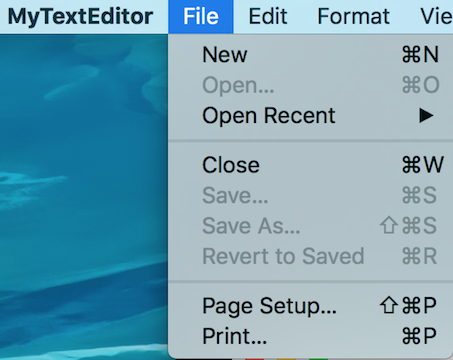 MyTextEditor File Edit Format Vie
New ⌘N
Open... ⌘O
Open Recent ▶
Close ⌘W
Save... ⌘S
Save As... ⇧⌘S
Revert to Saved ⌘R
Page Setup... ⇧⌘P
Print... ⌘P